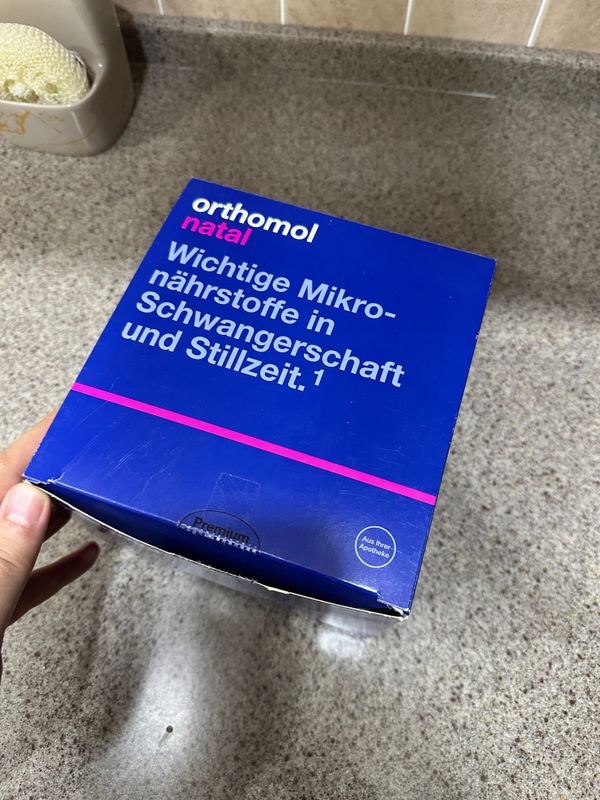 orthomol
natal
Wichtige Mikro-
nährstoffe in
Schwangerschaft
und Stillzeit.¹
Premium
Aus Ihrer
Apotheke